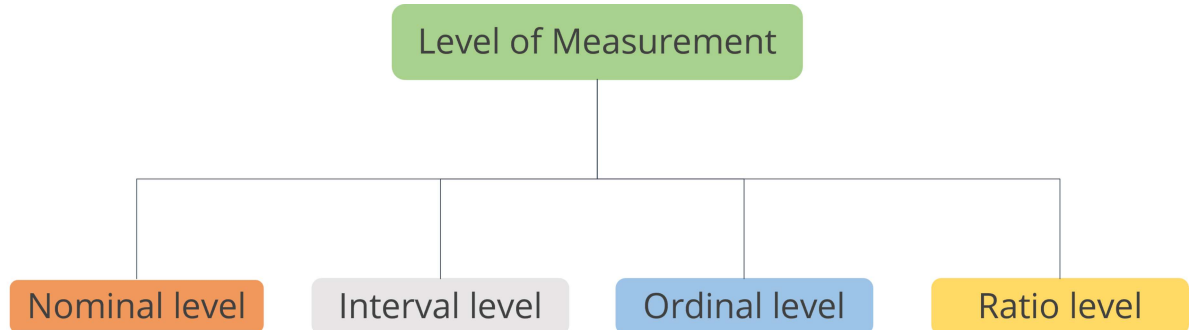 Level of Measurement
Nominal level
Interval level
Ordinal level
Ratio level